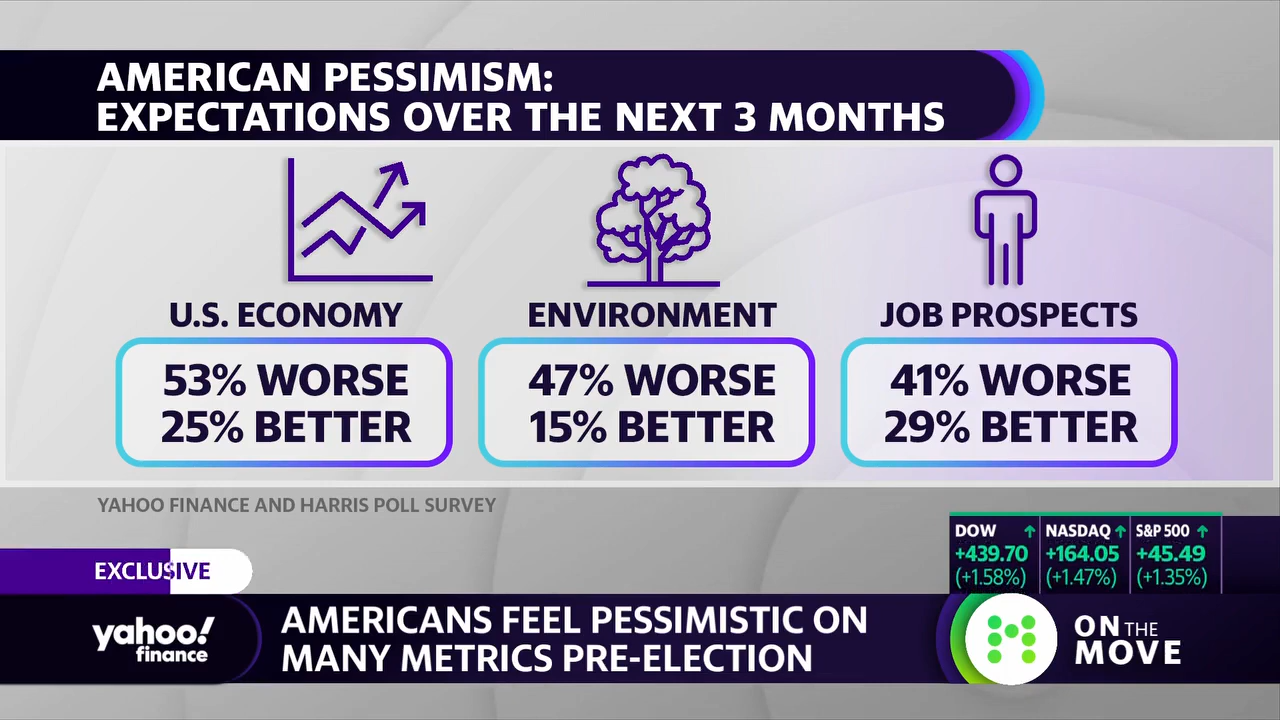 AMERICAN PESSIMISM:
EXPECTATIONS OVER THE NEXT 3 MONTHS
U.S. ECONOMY
53% WORSE
25% BETTER
ENVIRONMENT
47% WORSE
15% BETTER
JOB PROSPECTS
41% WORSE
29% BETTER
YAHOO FINANCE AND HARRIS POLL SURVEY
DOW
+439.70
(+1.58%)
NASDAQ
+164.05
(+1.47%)
S&P 500
+45.49
(+1.35%)
EXCLUSIVE
yahoo!
finance
AMERICANS FEEL PESSIMISTIC ON
MANY METRICS PRE-ELECTION
ON THE
MOVE